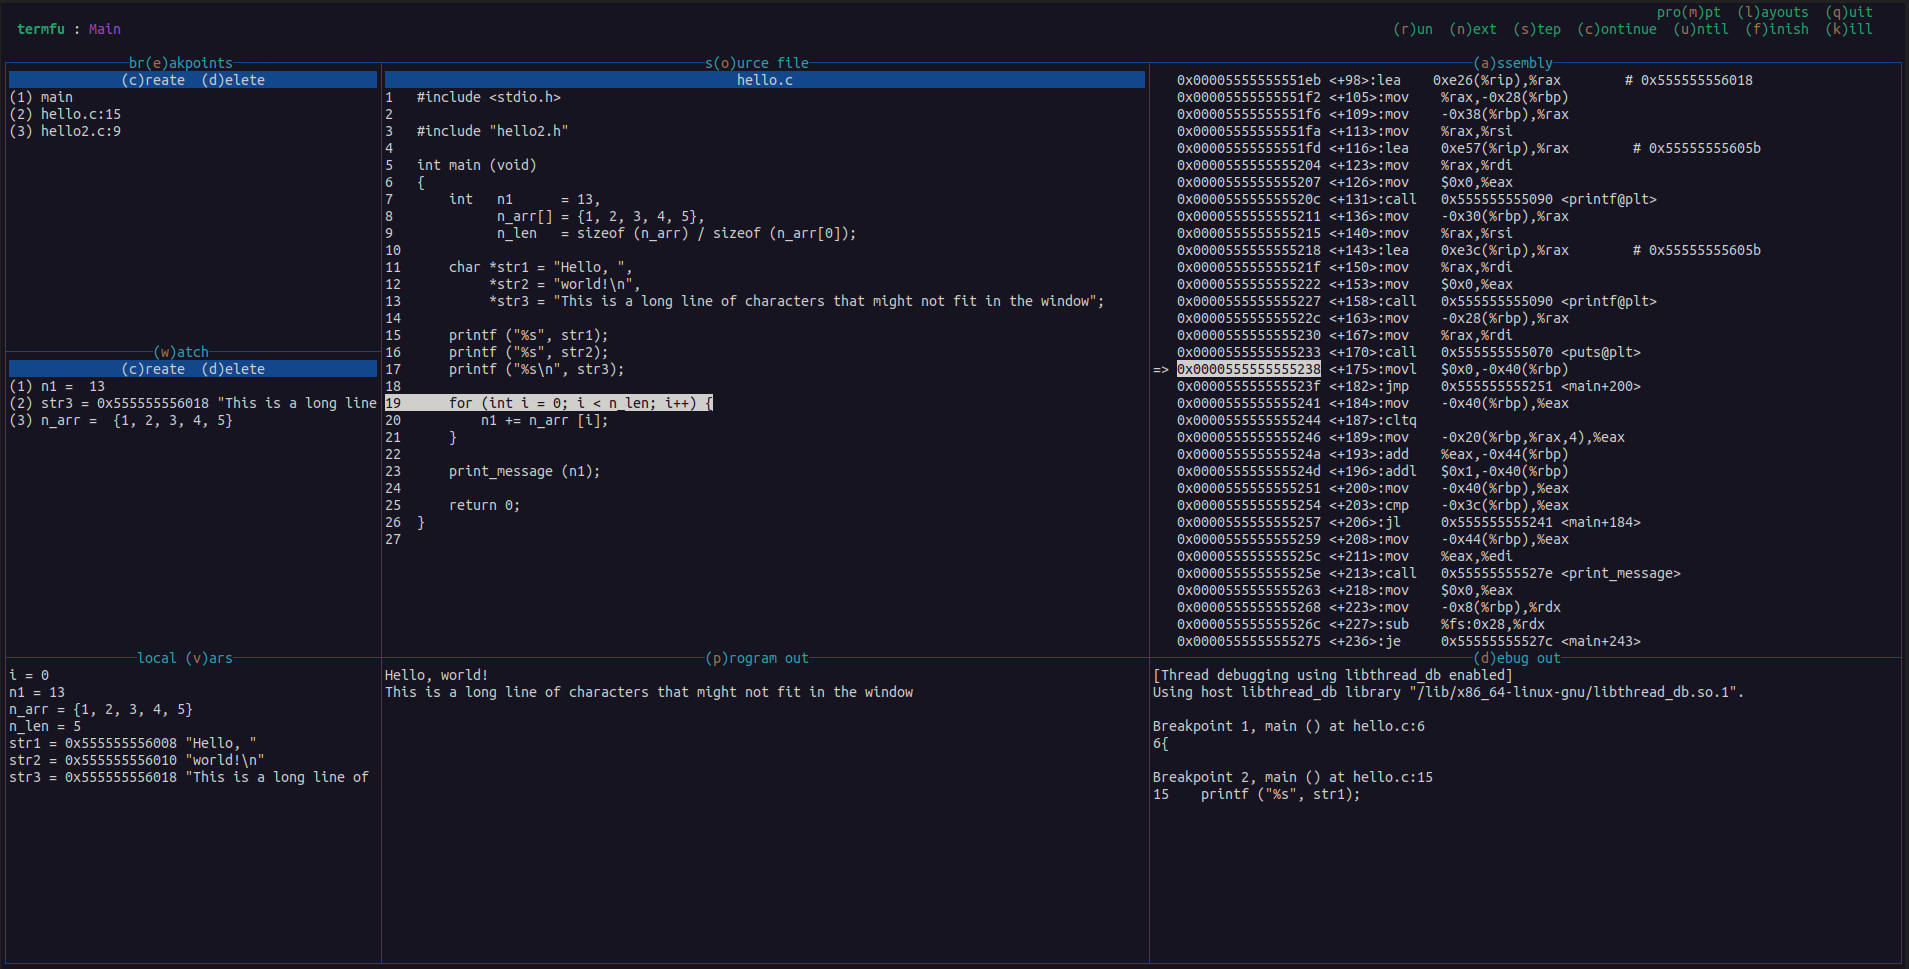 pro(m)pt  (l)ayouts  (q)uit
termfu : Main
(r)un  (n)ext  (s)tep  (c)ontinue  (u)ntil  (f)inish  (k)ill
br(e)akpoints
(c)reate  (d)elete
(1) main
(2) hello.c:15
(3) hello2.c:9
(w)atch
(c)reate  (d)elete
(1) n1 =  13
(2) str3 = 0x555555556018 "This is a long line
(3) n_arr =  {1, 2, 3, 4, 5}
local (v)ars
i = 0
n1 = 13
n_arr = {1, 2, 3, 4, 5}
n_len = 5
str1 = 0x555555556008 "Hello, "
str2 = 0x555555556010 "world!\n"
str3 = 0x555555556018 "This is a long line of
s(o)urce file
hello.c
1   #include <stdio.h>
2
3   #include "hello2.h"
4
5   int main (void)
6   {
7       int   n1      = 13,
8             n_arr[] = {1, 2, 3, 4, 5},
9             n_len   = sizeof (n_arr) / sizeof (n_arr[0]);
10
11      char *str1 = "Hello, ",
12           *str2 = "world!\n",
13           *str3 = "This is a long line of characters that might not fit in the window";
14
15      printf ("%s", str1);
16      printf ("%s", str2);
17      printf ("%s\n", str3);
18
19      for (int i = 0; i < n_len; i++) {
20          n1 += n_arr [i];
21      }
22
23      print_message (n1);
24
25      return 0;
26  }
27
(p)rogram out
Hello, world!
This is a long line of characters that might not fit in the window
(a)ssembly
0x00005555555551eb <+98>:lea    0xe26(%rip),%rax        # 0x555555556018
0x00005555555551f2 <+105>:mov    %rax,-0x28(%rbp)
0x00005555555551f6 <+109>:mov    -0x38(%rbp),%rax
0x00005555555551fa <+113>:mov    %rax,%rsi
0x00005555555551fd <+116>:lea    0xe57(%rip),%rax        # 0x55555555605b
0x0000555555555204 <+123>:mov    %rax,%rdi
0x0000555555555207 <+126>:mov    $0x0,%eax
0x000055555555520c <+131>:call   0x555555555090 <printf@plt>
0x0000555555555211 <+136>:mov    -0x30(%rbp),%rax
0x0000555555555215 <+140>:mov    %rax,%rsi
0x0000555555555218 <+143>:lea    0xe3c(%rip),%rax        # 0x55555555605b
0x000055555555521f <+150>:mov    %rax,%rdi
0x0000555555555222 <+153>:mov    $0x0,%eax
0x0000555555555227 <+158>:call   0x555555555090 <printf@plt>
0x000055555555522c <+163>:mov    -0x28(%rbp),%rax
0x0000555555555230 <+167>:mov    %rax,%rdi
0x0000555555555233 <+170>:call   0x555555555070 <puts@plt>
=> 0x0000555555555238 <+175>:movl   $0x0,-0x40(%rbp)
0x000055555555523f <+182>:jmp    0x555555555251 <main+200>
0x0000555555555241 <+184>:mov    -0x40(%rbp),%eax
0x0000555555555244 <+187>:cltq
0x0000555555555246 <+189>:mov    -0x20(%rbp,%rax,4),%eax
0x000055555555524a <+193>:add    %eax,-0x44(%rbp)
0x000055555555524d <+196>:addl   $0x1,-0x40(%rbp)
0x0000555555555251 <+200>:mov    -0x40(%rbp),%eax
0x0000555555555254 <+203>:cmp    -0x3c(%rbp),%eax
0x0000555555555257 <+206>:jl     0x555555555241 <main+184>
0x0000555555555259 <+208>:mov    -0x44(%rbp),%eax
0x000055555555525c <+211>:mov    %eax,%edi
0x000055555555525e <+213>:call   0x55555555527e <print_message>
0x0000555555555263 <+218>:mov    $0x0,%eax
0x0000555555555268 <+223>:mov    -0x8(%rbp),%rdx
0x000055555555526c <+227>:sub    %fs:0x28,%rdx
0x0000555555555275 <+236>:je     0x55555555527c <main+243>
(d)ebug out
[Thread debugging using libthread_db enabled]
Using host libthread_db library "/lib/x86_64-linux-gnu/libthread_db.so.1".
Breakpoint 1, main () at hello.c:6
6{
Breakpoint 2, main () at hello.c:15
15    printf ("%s", str1);